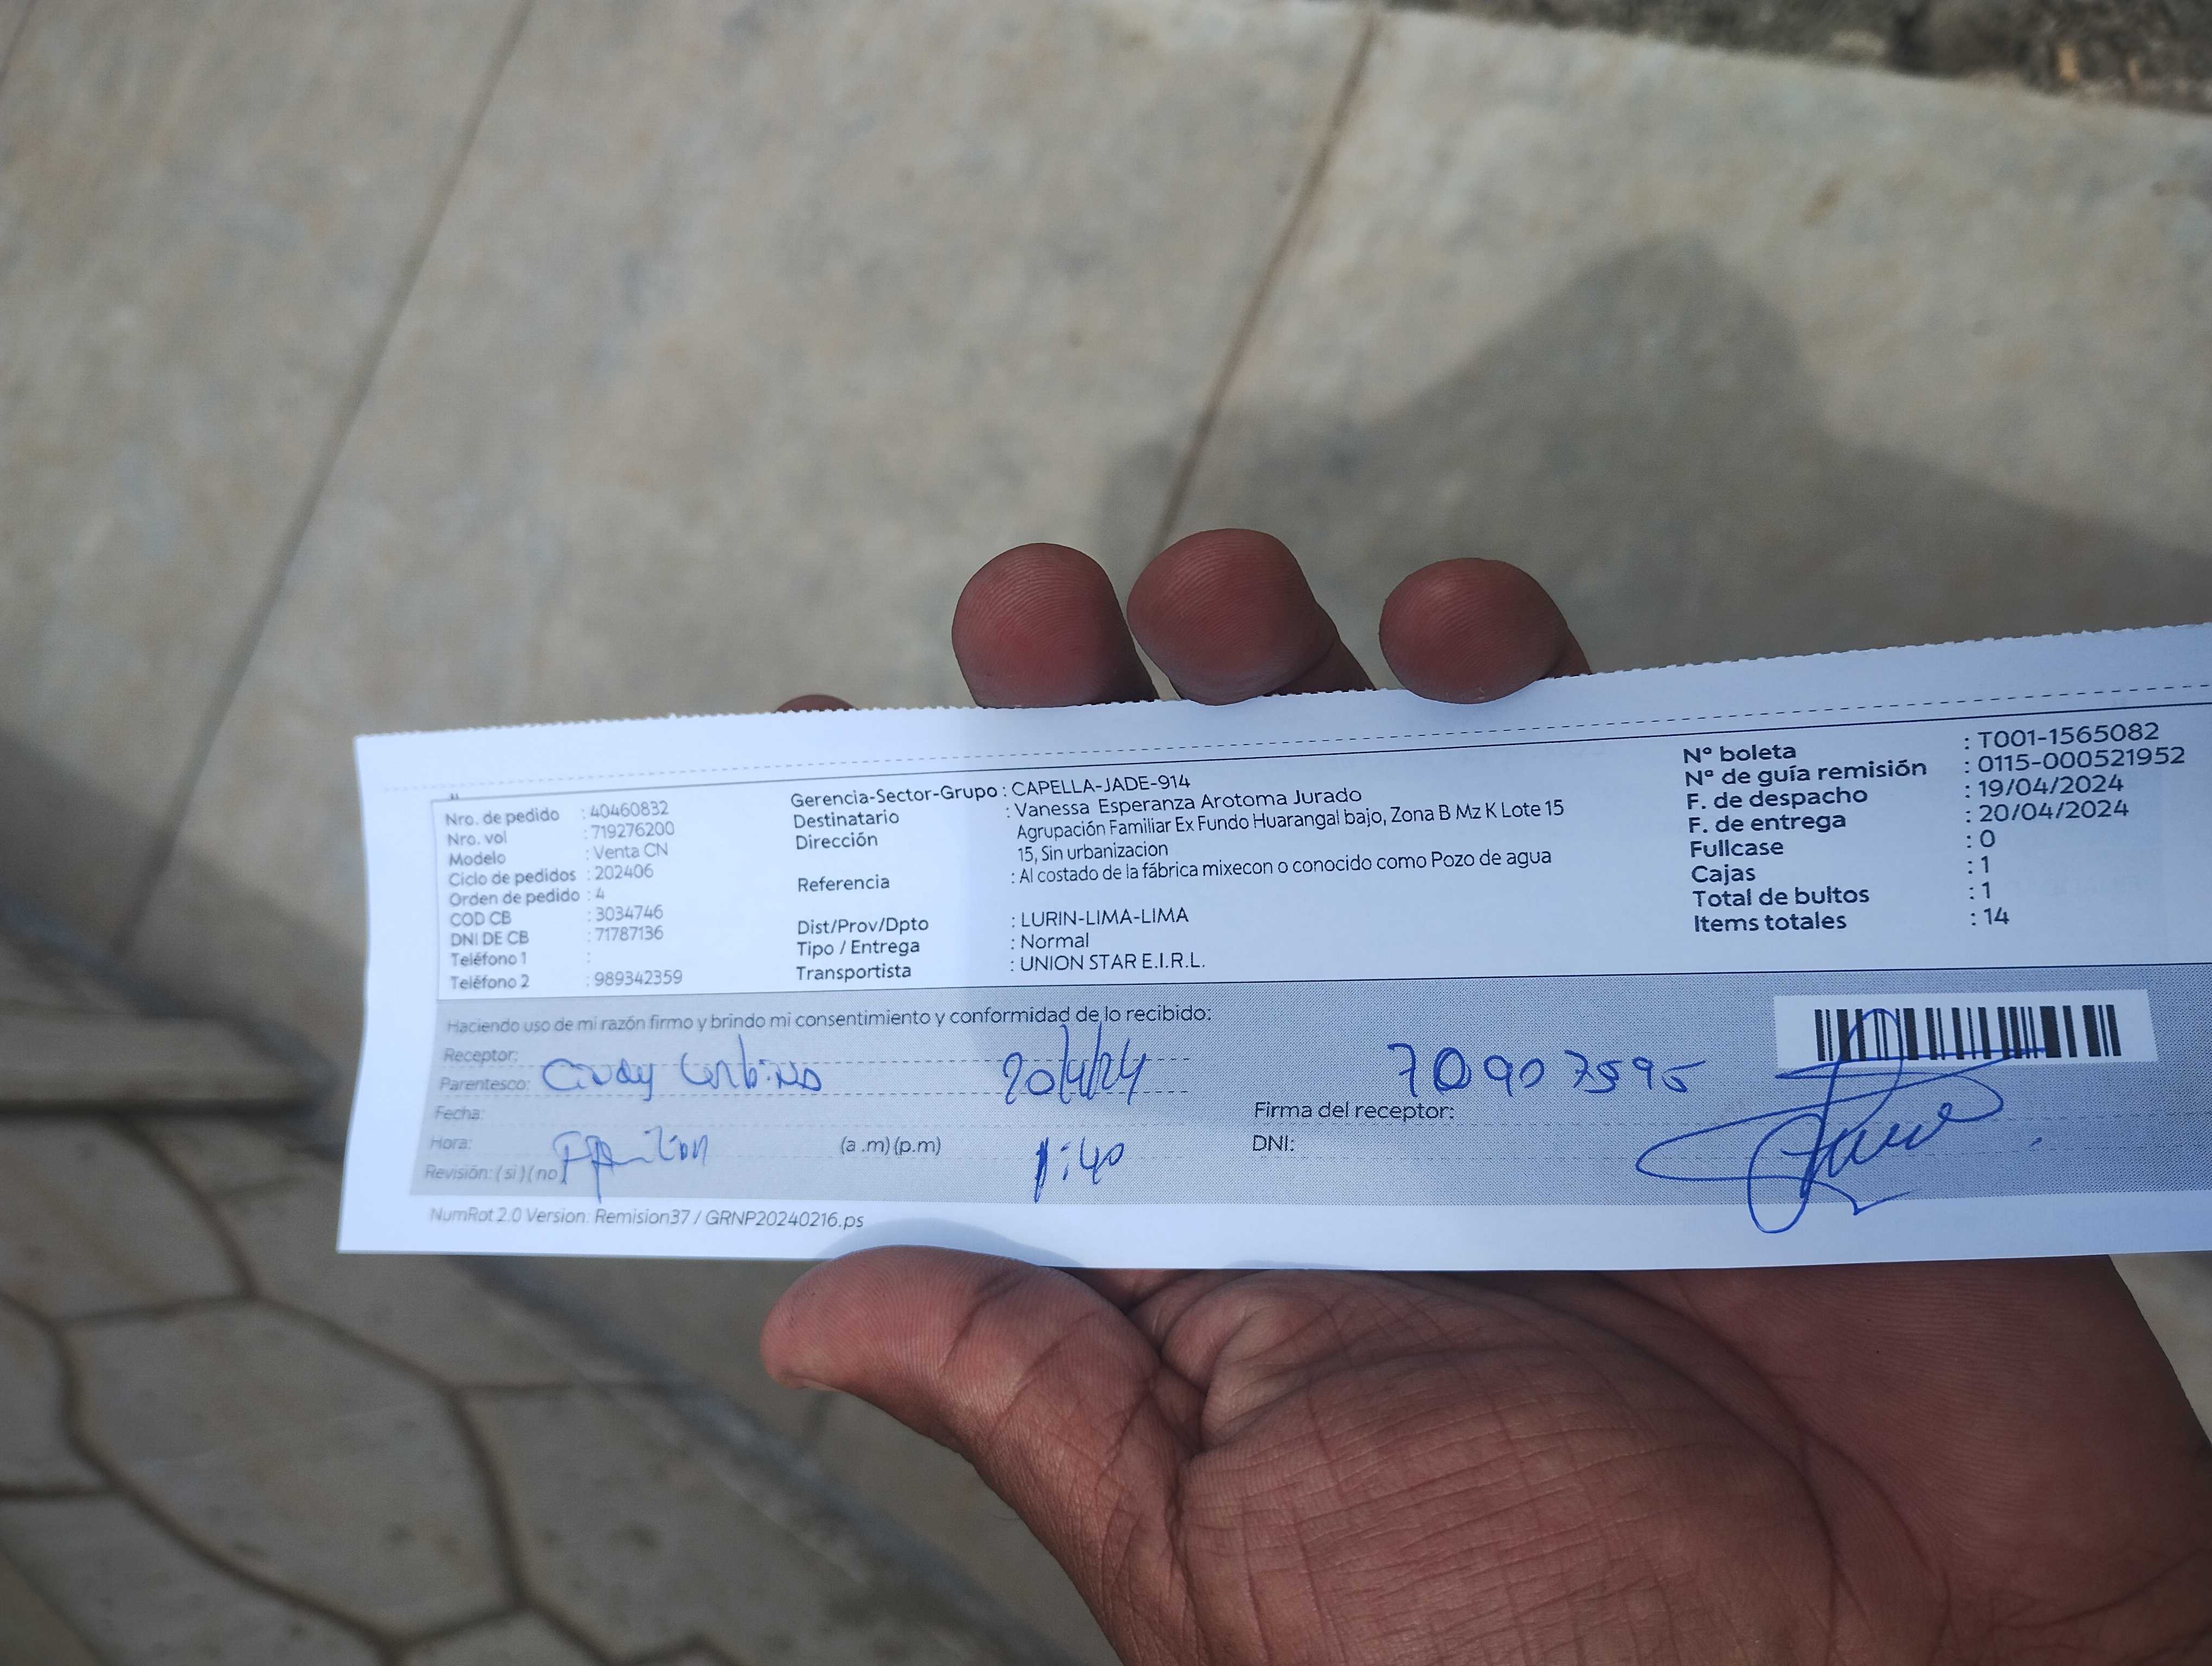 Nro. de pedido : 40460832
Nro. vol : 719276200
Modelo : Venta CN
Ciclo de pedidos : 202406
Orden de pedido : 4
COD CB : 3034746
DNI DE CB : 71787136
Teléfono 1 :
Teléfono 2 : 989342359
Gerencia-Sector-Grupo : CAPELLA-JADE-914
Destinatario : Vanessa Esperanza Arotoma Jurado
Dirección Agrupación Familiar Ex Fundo Huarangal bajo, Zona B Mz K Lote 15
15, Sin urbanizacion
Referencia : Al costado de la fábrica mixecon o conocido como Pozo de agua
Dist/Prov/Dpto : LURIN-LIMA-LIMA
Tipo / Entrega : Normal
Transportista : UNION STAR E.I.R.L.
Nº boleta : T001-1565082
Nº de guía remisión : 0115-000521952
F. de despacho : 19/04/2024
F. de entrega : 20/04/2024
Fullcase : 0
Cajas : 1
Total de bultos : 1
Items totales : 14
Haciendo uso de mi razón firmo y brindo mi consentimiento y conformidad de lo recibido:
Receptor:
Parentesco: 20/4/24 70907595
Fecha: Firma del receptor:
Hora: (a .m) (p.m) 1:40 DNI:
Revisión: ( si ) ( no )
NumRot 2.0 Version: Remision37 / GRNP20240216.ps